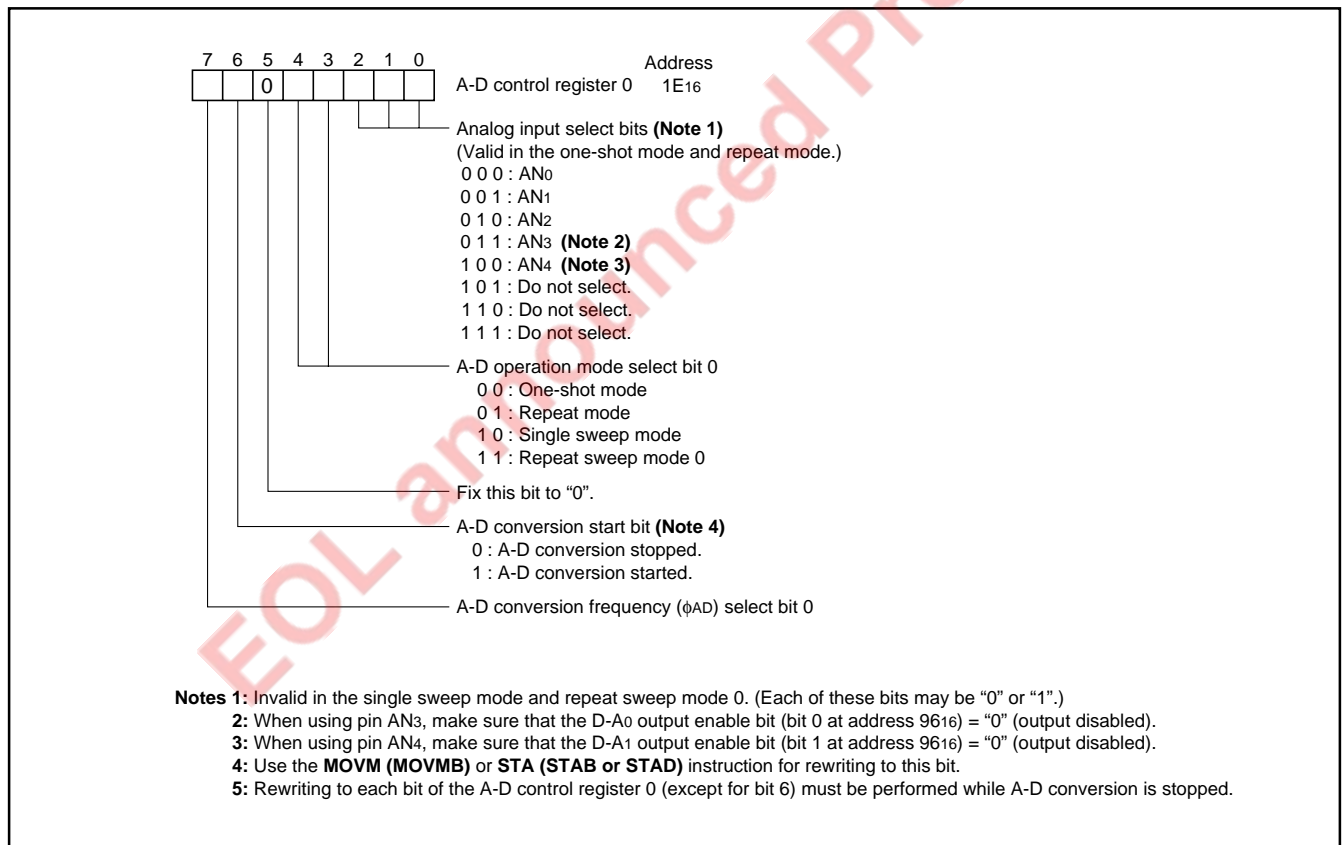 7 6 5 4 3 2 1 0
Address
0
A-D control register 0 1E16
Analog input select bits (Note 1)
(Valid in the one-shot mode and repeat mode.)
0 0 0 : AN0
0 0 1 : AN1
0 1 0 : AN2
0 1 1 : AN3 (Note 2)
1 0 0 : AN4 (Note 3)
1 0 1 : Do not select.
1 1 0 : Do not select.
1 1 1 : Do not select.
A-D operation mode select bit 0
0 0 : One-shot mode
0 1 : Repeat mode
1 0 : Single sweep mode
1 1 : Repeat sweep mode 0
Fix this bit to “0”.
A-D conversion start bit (Note 4)
0 : A-D conversion stopped.
1 : A-D conversion started.
A-D conversion frequency (ϕAD) select bit 0
Notes 1: Invalid in the single sweep mode and repeat sweep mode 0. (Each of these bits may be “0” or “1”.)
2: When using pin AN3, make sure that the D-A0 output enable bit (bit 0 at address 9616) = “0” (output disabled).
3: When using pin AN4, make sure that the D-A1 output enable bit (bit 1 at address 9616) = “0” (output disabled).
4: Use the MOVM (MOVMB) or STA (STAB or STAD) instruction for rewriting to this bit.
5: Rewriting to each bit of the A-D control register 0 (except for bit 6) must be performed while A-D conversion is stopped.
EOL announced